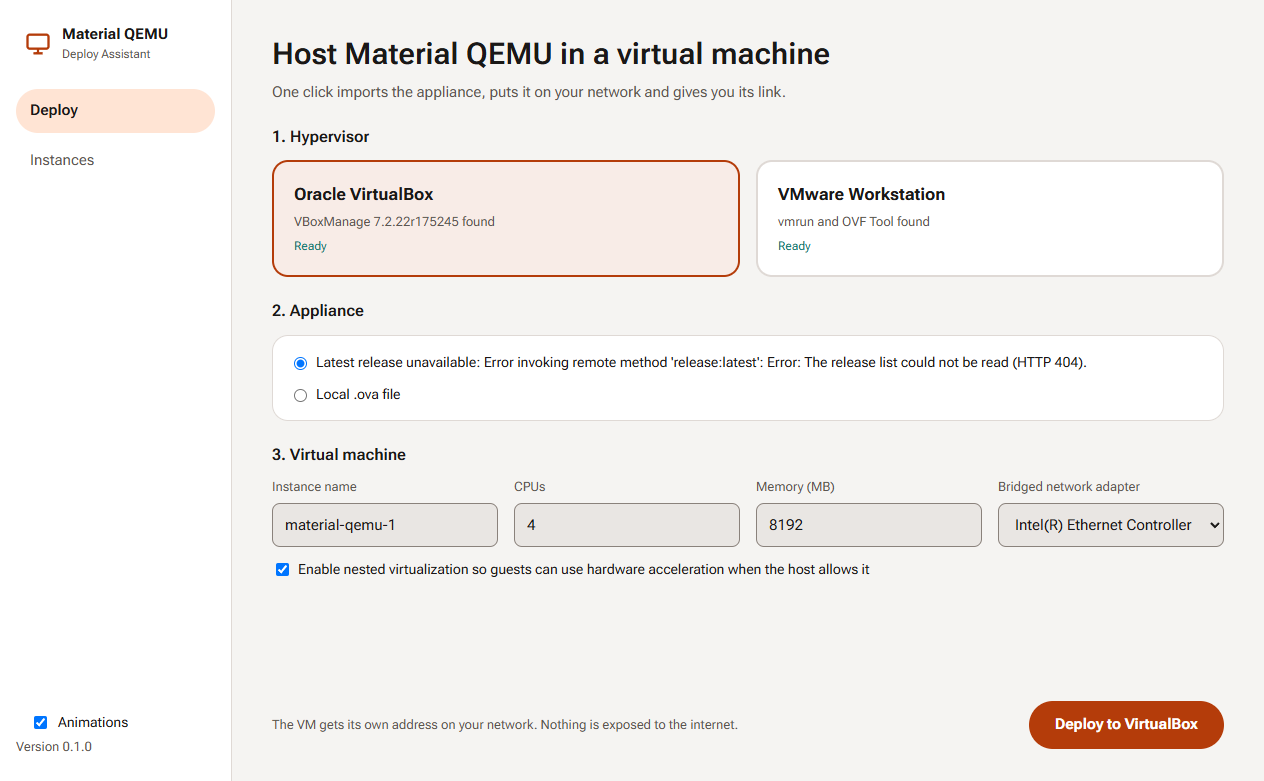 Material QEMU
Deploy Assistant
Deploy
Instances
Animations
Version 0.1.0
Host Material QEMU in a virtual machine
One click imports the appliance, puts it on your network and gives you its link.
1. Hypervisor
Oracle VirtualBox
VBoxManage 7.2.22r175245 found
Ready
VMware Workstation
vmrun and OVF Tool found
Ready
2. Appliance
Latest release unavailable: Error invoking remote method 'release:latest': Error: The release list could not be read (HTTP 404).
Local .ova file
3. Virtual machine
Instance name
material-qemu-1
CPUs
4
Memory (MB)
8192
Bridged network adapter
Intel(R) Ethernet Controller
Enable nested virtualization so guests can use hardware acceleration when the host allows it
The VM gets its own address on your network. Nothing is exposed to the internet.
Deploy to VirtualBox